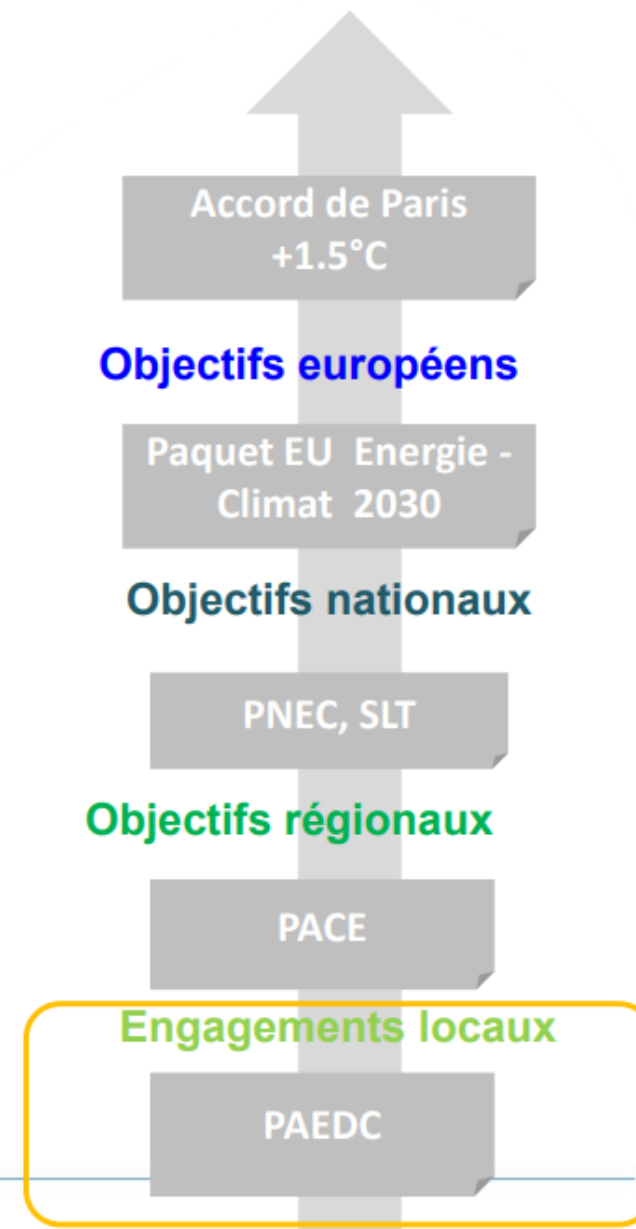 Accord de Paris
+1.5°C
Objectifs européens
Paquet EU Energie -
Climat 2030
Objectifs nationaux
PNEC, SLT
Objectifs régionaux
PACE
Engagements locaux
PAEDC